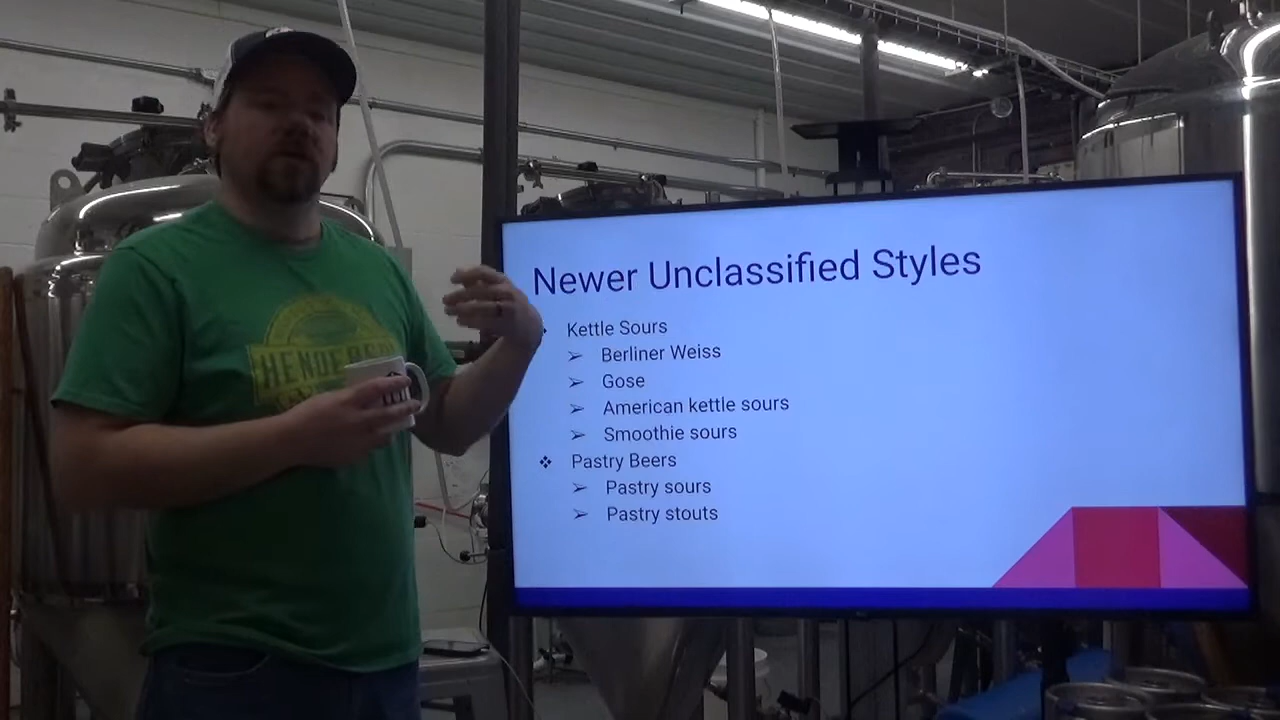 Newer Unclassified Styles
❖ Kettle Sours
➢ Berliner Weiss
➢ Gose
➢ American kettle sours
➢ Smoothie sours
❖ Pastry Beers
➢ Pastry sours
➢ Pastry stouts